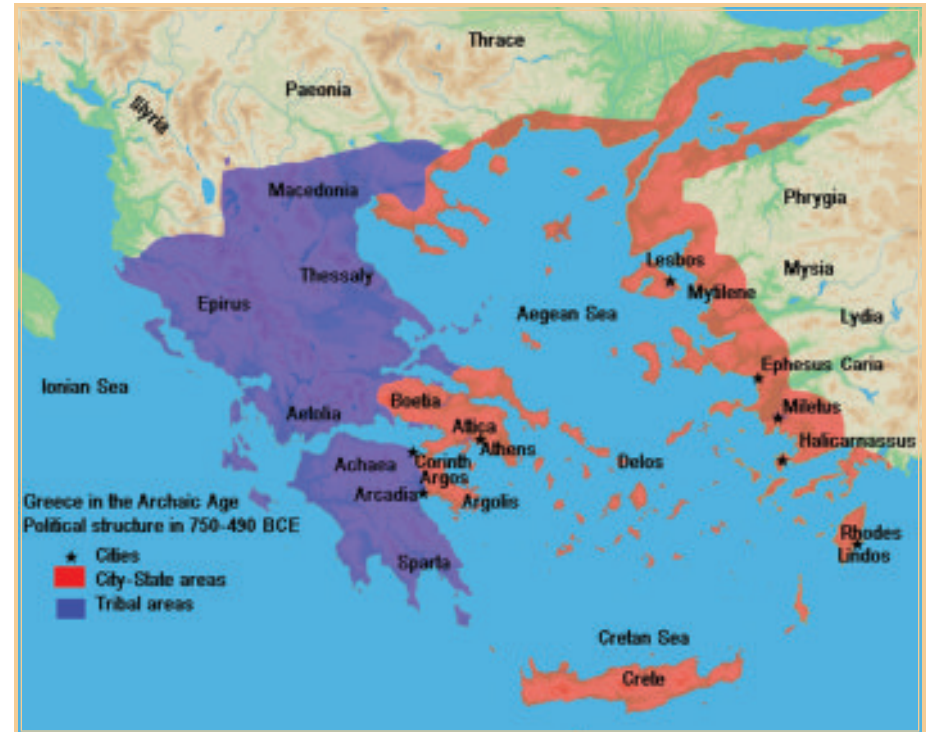 Thrace
Paeonia
Illyria
Macedonia
Phrygia
Lesbos
Mysia
Thessaly
Mytilene
Epirus
Aegean Sea
Lydia
Ephesus Caria
Ionian Sea
Boetia
Miletus
Aetolia
Attica
Halicarnassus
Athens
Achaea
Corinth
Delos
Argos
Arcadia
Argolis
Greece in the Archaic Age
Political structure in 750-490 BCE
Rhodes
Cities
Lindos
Sparta
City-State areas
Tribal areas
Cretan Sea
Crete